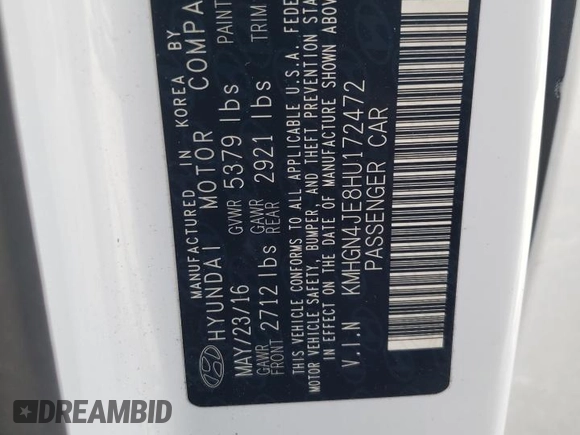 MANUFACTURED IN KOREA BY
HYUNDAI MOTOR COMPA
MAY/23/16 GVWR 5379 lbs PAINT
GAWR FRONT 2712 lbs GAWR REAR 2921 lbs TRIM
THIS VEHICLE CONFORMS TO ALL APPLICABLE U.S.A. FEDE
MOTOR VEHICLE SAFETY, BUMPER, AND THEFT PREVENTION STA
IN EFFECT ON THE DATE OF MANUFACTURE SHOWN ABOV
V.I.N KMHGN4JE8HU172472
PASSENGER CAR
DREAMBID